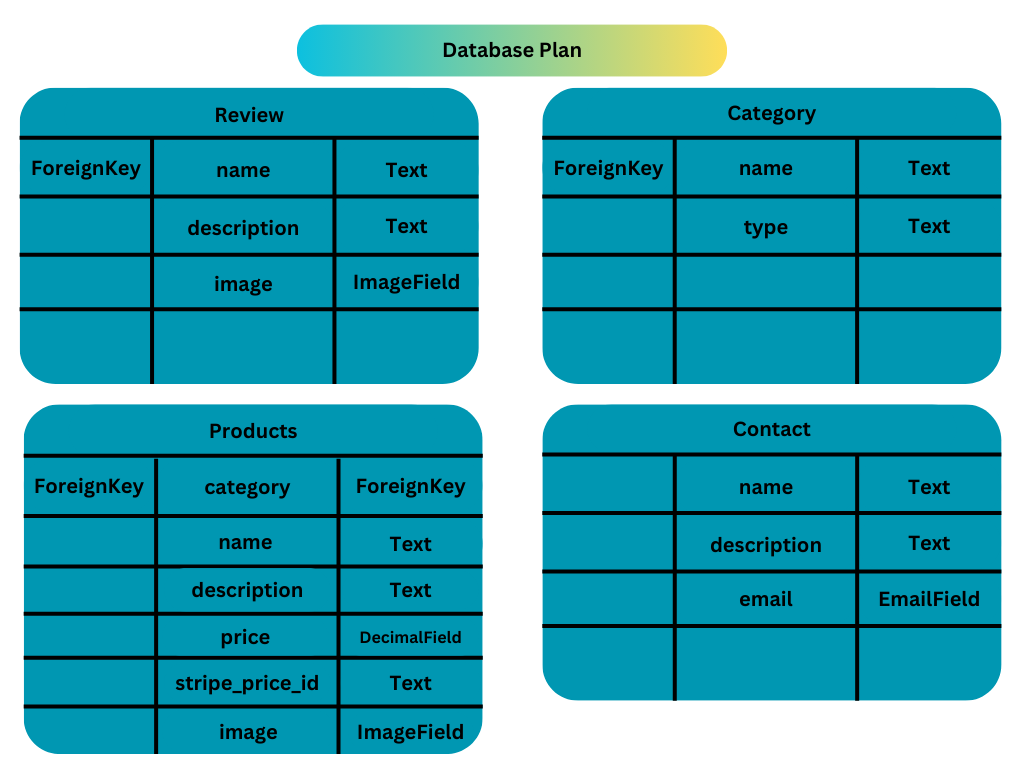 Database Plan
Review
ForeignKey name Text
description Text
image ImageField
Category
ForeignKey name Text
type Text
Products
ForeignKey category ForeignKey
name Text
description Text
price DecimalField
stripe_price_id Text
image ImageField
Contact
name Text
description Text
email EmailField